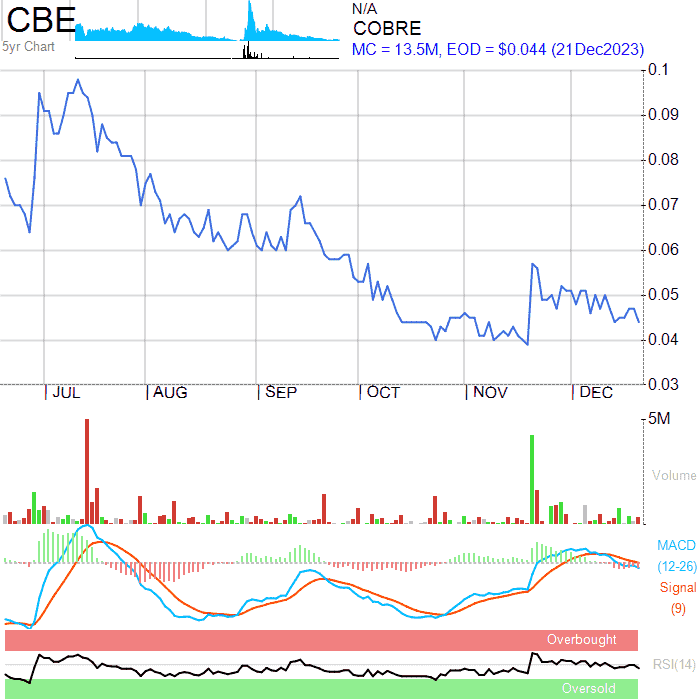 CBE
5yr Chart
N/A
COBRE
MC = 13.5M, EOD = $0.044 (21Dec2023)
0.1
0.09
0.08
0.07
0.06
0.05
0.04
0.03
JUL AUG SEP OCT NOV DEC
5M
Volume
MACD
(12-26)
Signal
(9)
Overbought
RSI(14)
Oversold